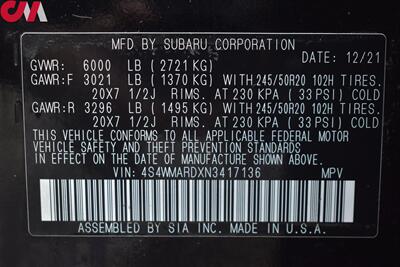 CMA
MFD BY SUBARU CORPORATION
DATE: 12/21
GVWR: 6000 LB (2721 KG)
GAWR:F 3021 LB (1370 KG) WITH 245/50R20 102H TIRES.
20X7 1/2J RIMS. AT 230 KPA ( 33 PSI) COLD
GAWR:R 3296 LB (1495 KG) WITH 245/50R20 102H TIRES.
20X7 1/2J RIMS. AT 230 KPA ( 33 PSI) COLD
THIS VEHICLE CONFORMS TO ALL APPLICABLE FEDERAL MOTOR
VEHICLE SAFETY AND THEFT PREVENTION STANDARDS
IN EFFECT ON THE DATE OF MANUFACTURE SHOWN ABOVE.
VIN: 4S4WMARDXN3417136 MPV
ASSEMBLED BY SIA INC. MADE IN U.S.A.